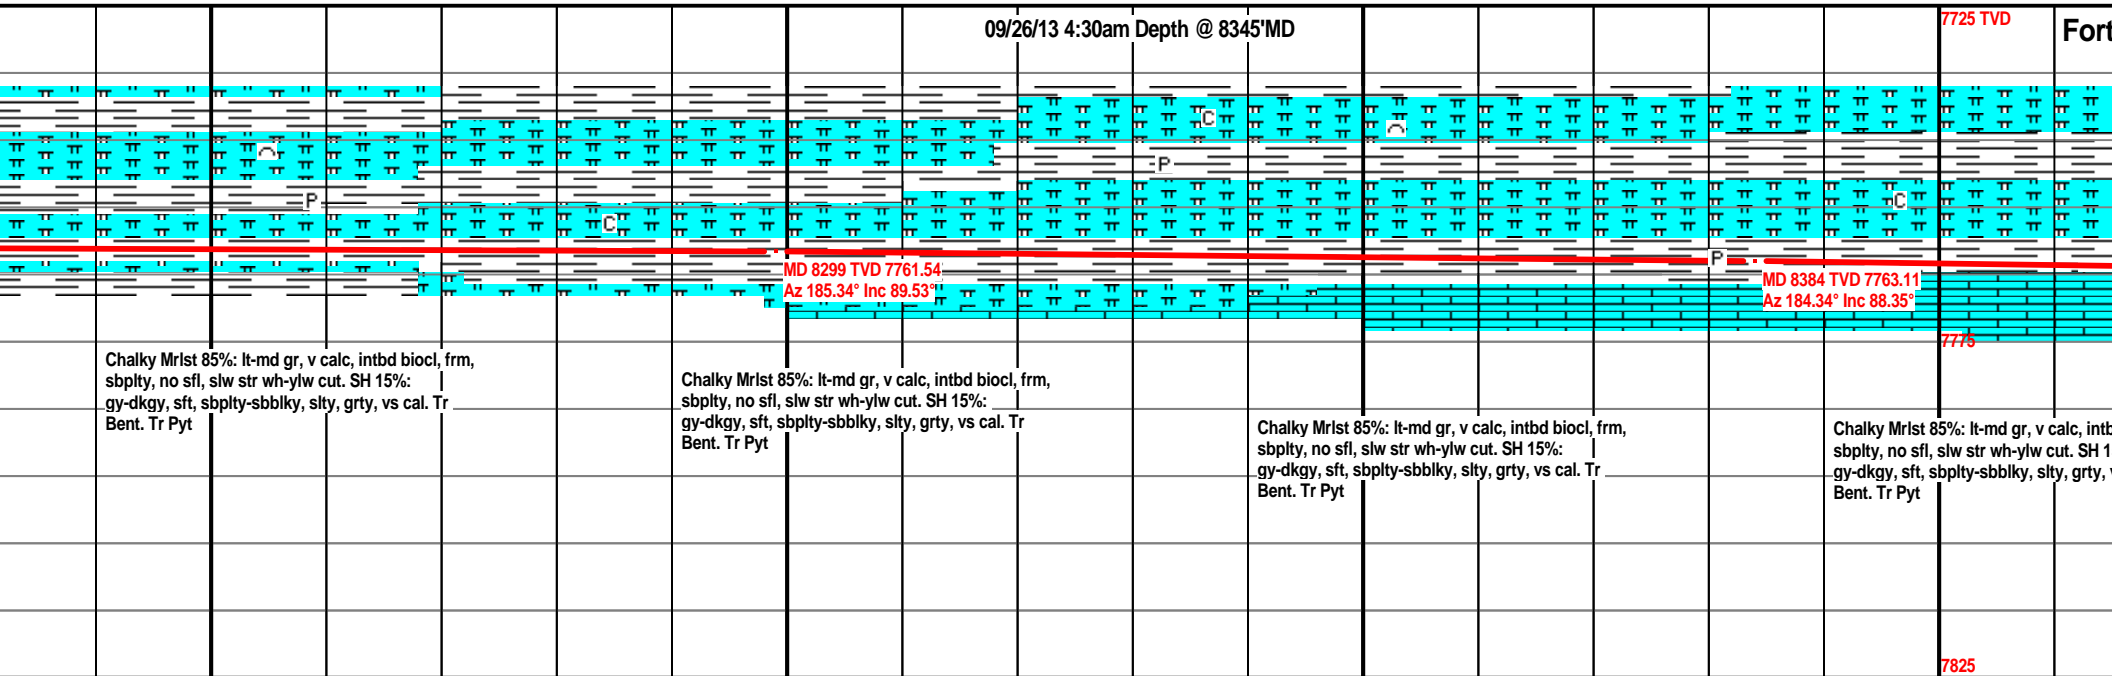 09/26/13 4:30am Depth @ 8345'MD
7725 TVD
Fort
C
P
P
C
C
P
MD 8299 TVD 7761.54
Az 185.34° Inc 89.53°
MD 8384 TVD 7763.11
Az 184.34° Inc 88.35°
7775
Chalky Mrlst 85%: lt-md gr, v calc, intbd biocl, frm,
sbplty, no sfl, slw str wh-ylw cut. SH 15%:
gy-dkgy, sft, sbplty-sbblky, slty, grty, vs cal. Tr
Bent. Tr Pyt
Chalky Mrlst 85%: lt-md gr, v calc, intbd biocl, frm,
sbplty, no sfl, slw str wh-ylw cut. SH 15%:
gy-dkgy, sft, sbplty-sbblky, slty, grty, vs cal. Tr
Bent. Tr Pyt
Chalky Mrlst 85%: lt-md gr, v calc, intbd biocl, frm,
sbplty, no sfl, slw str wh-ylw cut. SH 15%:
gy-dkgy, sft, sbplty-sbblky, slty, grty, vs cal. Tr
Bent. Tr Pyt
Chalky Mrlst 85%: lt-md gr, v calc, intb
sbplty, no sfl, slw str wh-ylw cut. SH 1
gy-dkgy, sft, sbplty-sbblky, slty, grty, v
Bent. Tr Pyt
7825